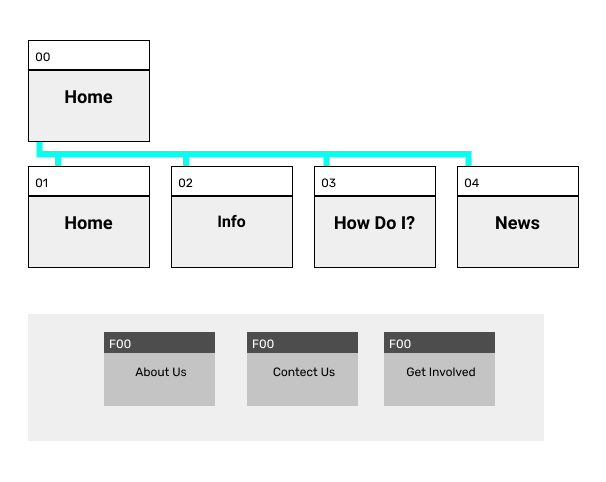 00
Home
01
Home
02
Info
03
How Do I?
04
News
F00
About Us
F00
Contect Us
F00
Get Involved